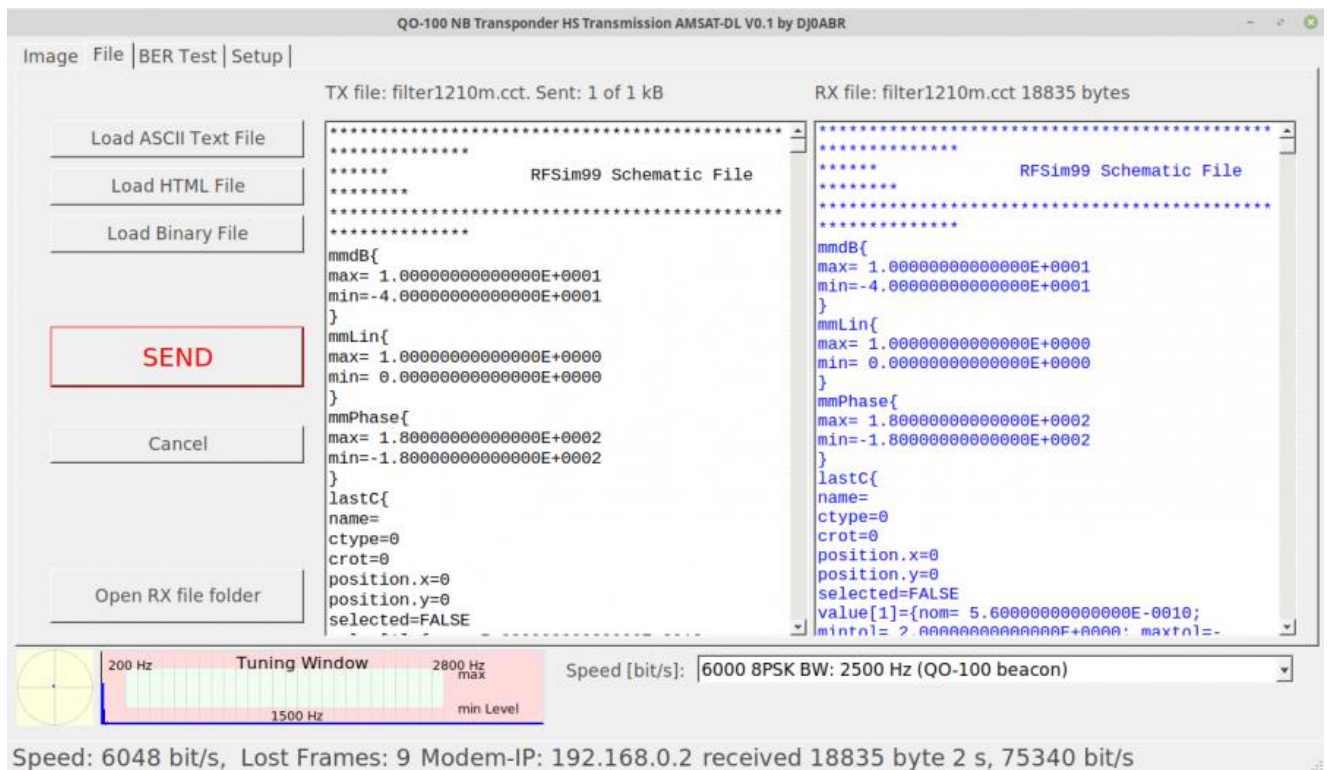 QO-100 NB Transponder HS Transmission AMSAT-DL V0.1 by DJ0ABR
Image File BER Test Setup
TX file: filter1210m.cct. Sent: 1 of 1 kB
RX file: filter1210m.cct 18835 bytes
Load ASCII Text File
Load HTML File
Load Binary File
SEND
Cancel
Open RX file folder
*********************************************
**************
******              RFSim99 Schematic File
********
*********************************************
**************
mmdB{
max= 1.00000000000000E+0001
min=-4.00000000000000E+0001
}
mmLin{
max= 1.00000000000000E+0000
min= 0.00000000000000E+0000
}
mmPhase{
max= 1.80000000000000E+0002
min=-1.80000000000000E+0002
}
lastC{
name=
ctype=0
crot=0
position.x=0
position.y=0
selected=FALSE
*********************************************
**************
******              RFSim99 Schematic File
********
*********************************************
**************
mmdB{
max= 1.00000000000000E+0001
min=-4.00000000000000E+0001
}
mmLin{
max= 1.00000000000000E+0000
min= 0.00000000000000E+0000
}
mmPhase{
max= 1.80000000000000E+0002
min=-1.80000000000000E+0002
}
lastC{
name=
ctype=0
crot=0
position.x=0
position.y=0
selected=FALSE
value[1]={nom= 5.60000000000000E-0010;
mintol= 2.00000000000000E+0000; maxtol=-
200 Hz Tuning Window 2800 Hz
max
1500 Hz
min Level
Speed [bit/s]: 6000 8PSK BW: 2500 Hz (QO-100 beacon)
Speed: 6048 bit/s, Lost Frames: 9 Modem-IP: 192.168.0.2 received 18835 byte 2 s, 75340 bit/s